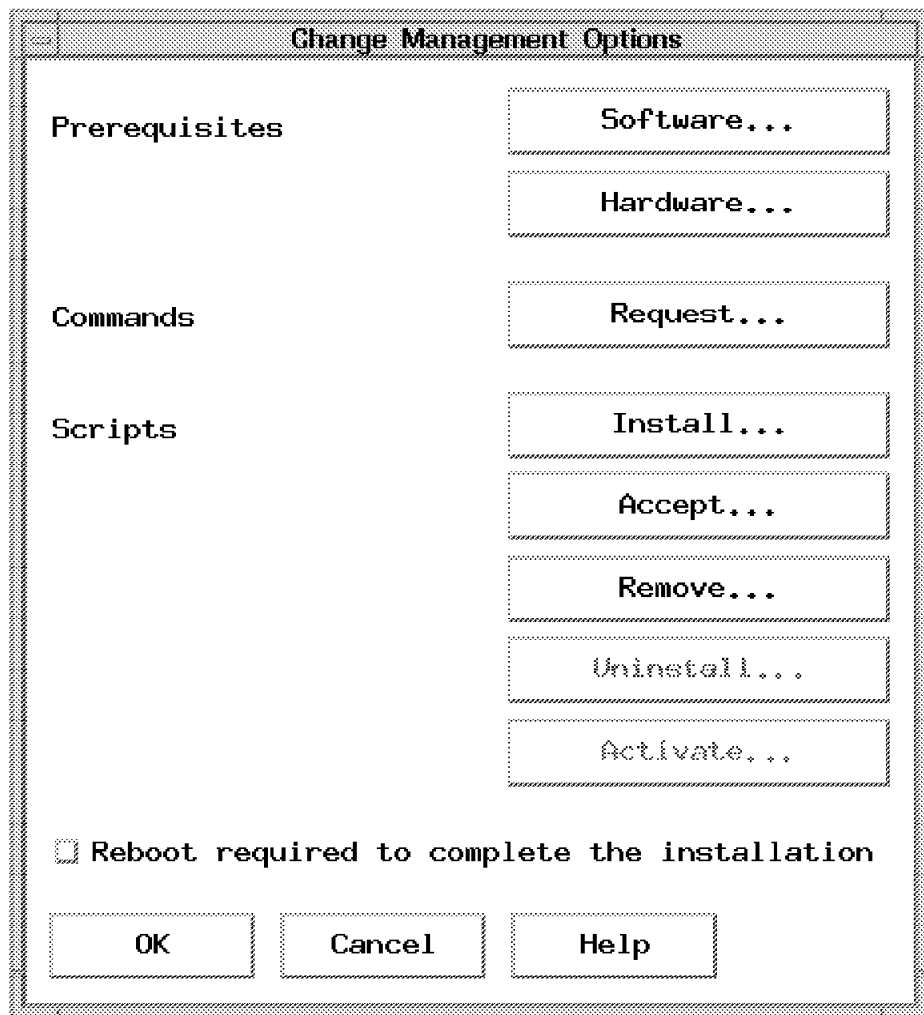 Change Management Options
Prerequisites
Software...
Hardware...
Commands
Request...
Scripts
Install...
Accept...
Remove...
Uninstall...
Activate...
Reboot required to complete the installation
OK
Cancel
Help